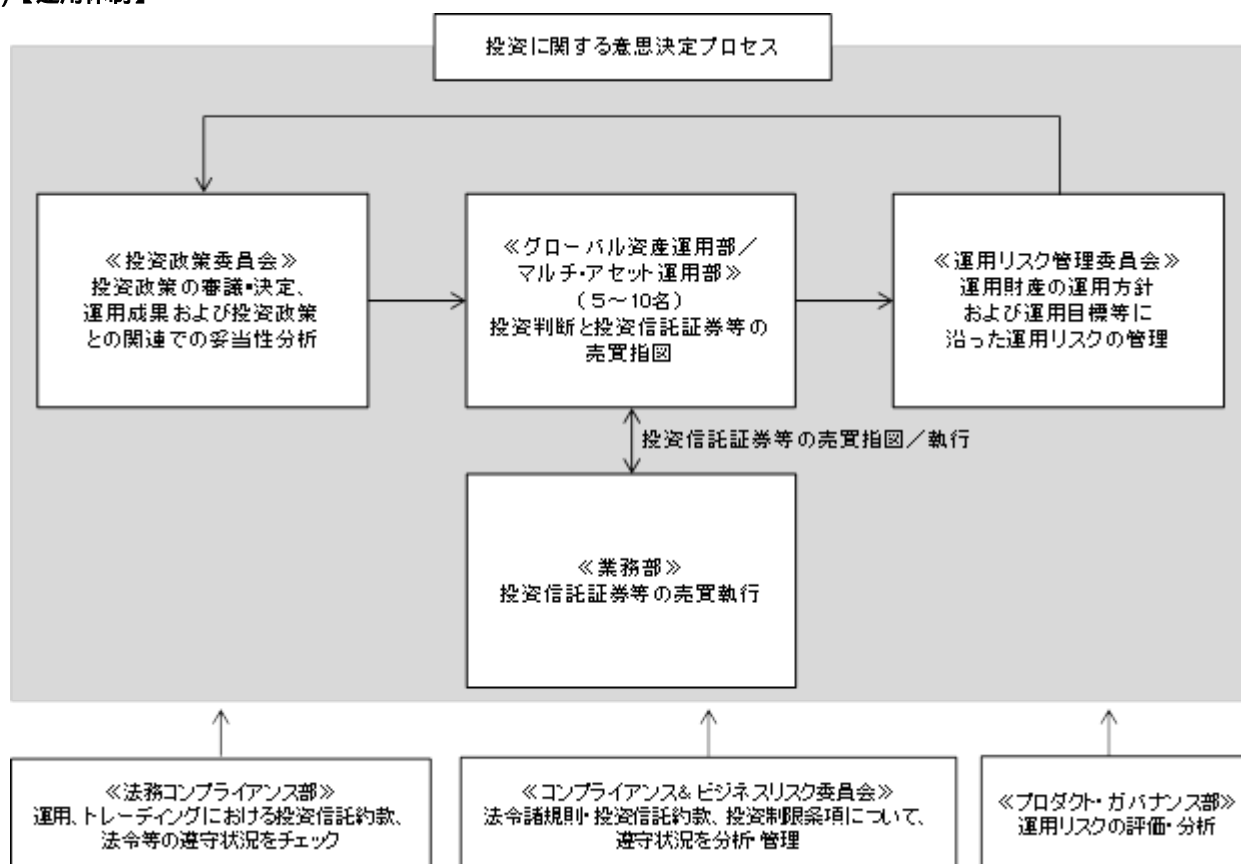 )【運用体制】
投資に関する意思決定プロセス
≪投資政策委員会≫
投資政策の審議・決定、
運用成果および投資政策
との関連での妥当性分析
≪グローバル資産運用部／
マルチ・アセット運用部≫
（５～10名）
投資判断と投資信託証券等の
売買指図
≪運用リスク管理委員会≫
運用財産の運用方針
および運用目標等に
沿った運用リスクの管理
投資信託証券等の売買指図／執行
≪業務部≫
投資信託証券等の売買執行
≪法務コンプライアンス部≫
運用、トレーディングにおける投資信託約款、
法令等の遵守状況をチェック
≪コンプライアンス＆ビジネスリスク委員会≫
法令諸規則・投資信託約款、投資制限条項について、
遵守状況を分析・管理
≪プロダクト・ガバナンス部≫
運用リスクの評価・分析